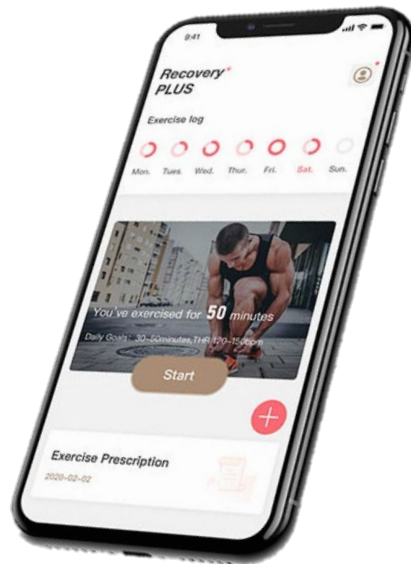 9:41
Recovery+
PLUS
Exercise log
Mon. Tues. Wed. Thur. Fri. Sat. Sun.
You've exercised for 50 minutes
Daily Goals: 30-50minutes,THR 120-150bpm
Start
Exercise Prescription
2020-02-02